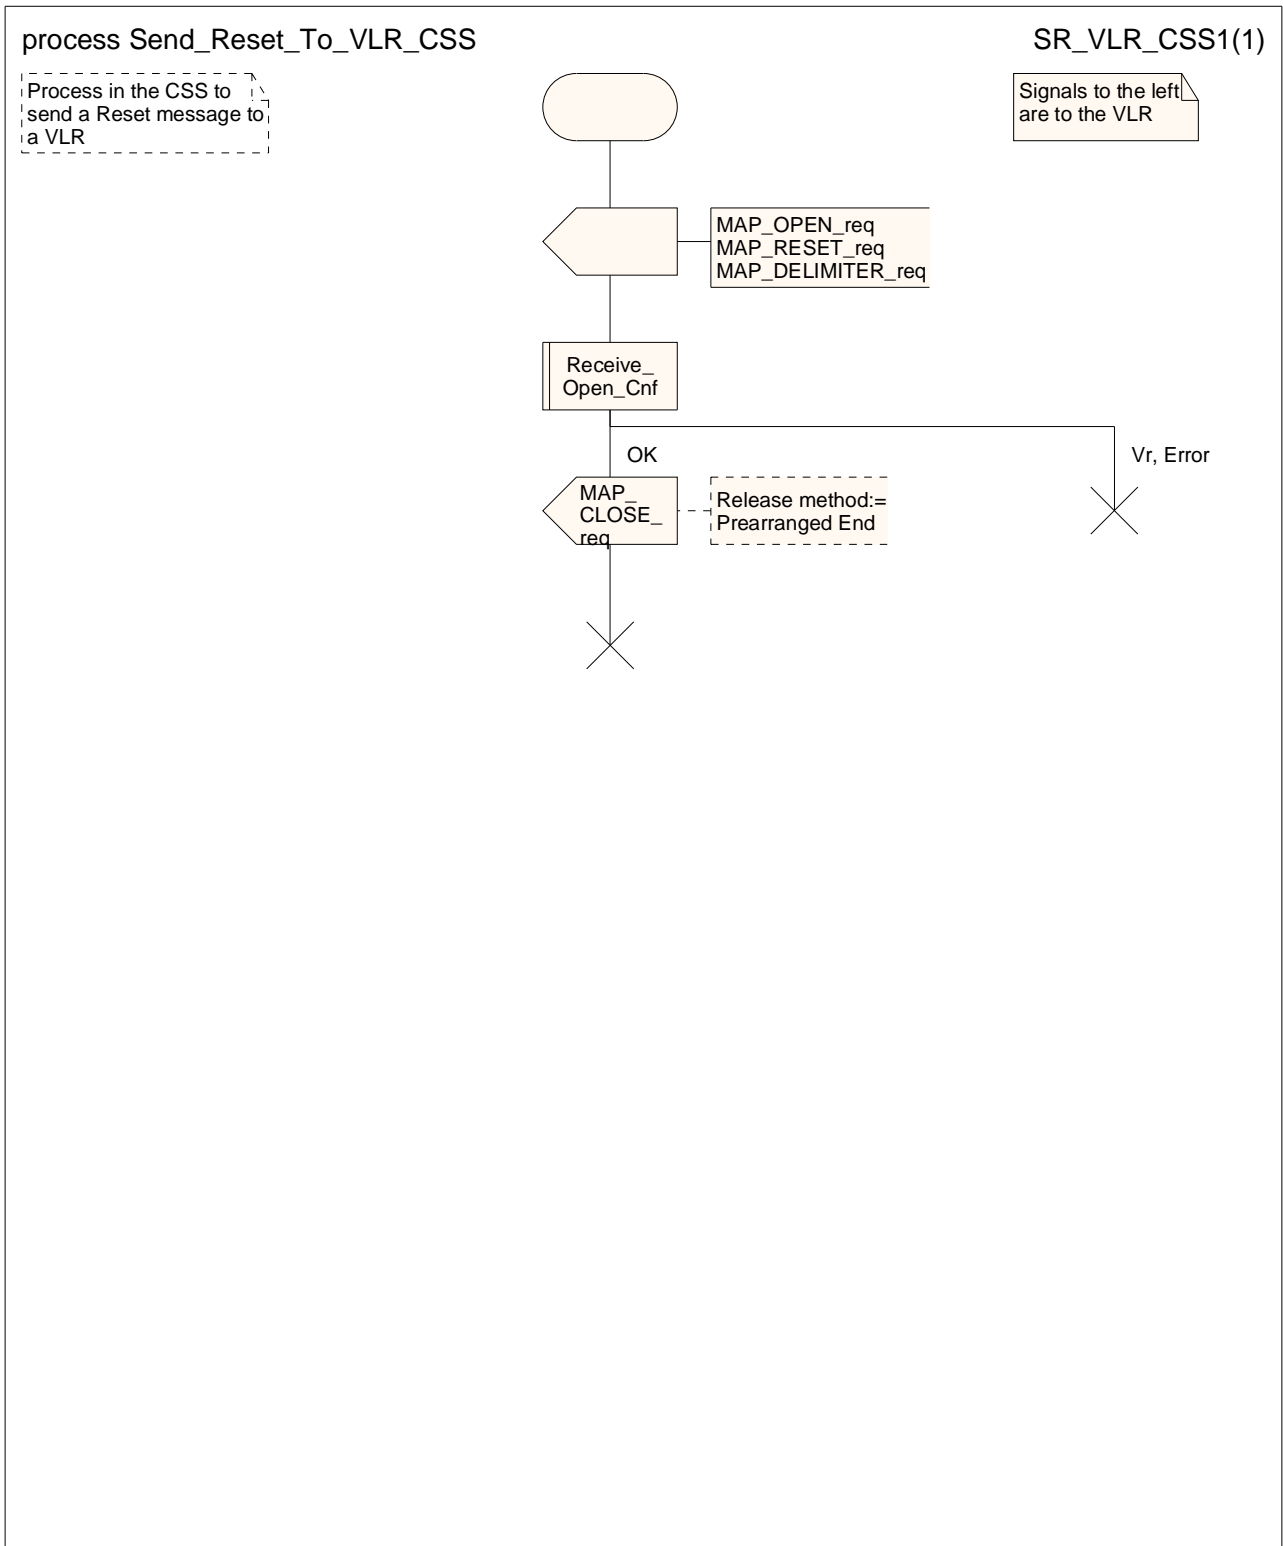 process Send_Reset_To_VLR_CSS
SR_VLR_CSS1(1)
Process in the CSS to
send a Reset message to
a VLR
Signals to the left
are to the VLR
MAP_OPEN_req
MAP_RESET_req
MAP_DELIMITER_req
Receive_
Open_Cnf
OK
Vr, Error
MAP_
CLOSE_
req
Release method:=
Prearranged End